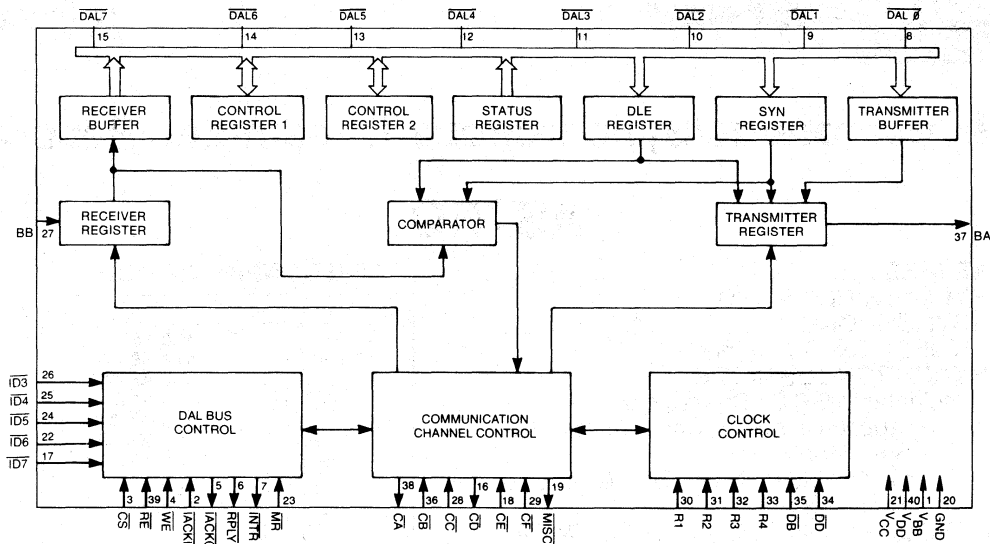 DAL7 DAL6 DAL5 DAL4 DAL3 DAL2 DAL1 DAL Ø
15 14 13 12 11 10 9 8
RECEIVER BUFFER
CONTROL REGISTER 1
CONTROL REGISTER 2
STATUS REGISTER
DLE REGISTER
SYN REGISTER
TRANSMITTER BUFFER
BB 27
RECEIVER REGISTER
COMPARATOR
TRANSMITTER REGISTER
37 BA
ID3 26
ID4 25
ID5 24
ID6 22
ID7 17
DAL BUS CONTROL
COMMUNICATION CHANNEL CONTROL
CLOCK CONTROL
3 39 4 2 5 6 7 23
CS RE WE IACKI IACKO RPLY INTR MR
38 36 28 16 18 29 19
CA CB CC CD CE CF MISC
30 31 32 33 35 34
R1 R2 R3 R4 DB DD
21 40 1 20
VCC VDD VBB GND